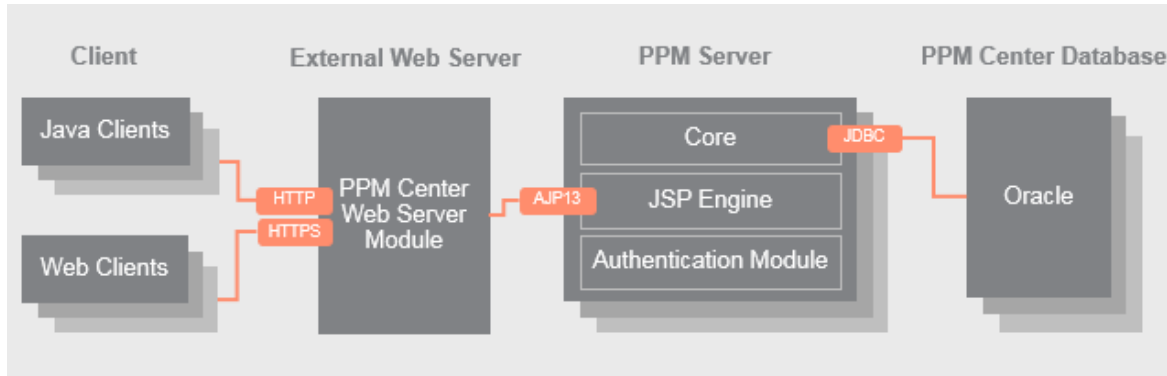 Client
External Web Server
PPM Server
PPM Center Database
Java Clients
Web Clients
HTTP
HTTPS
PPM Center
Web Server
Module
AJP13
Core
JSP Engine
Authentication Module
JDBC
Oracle